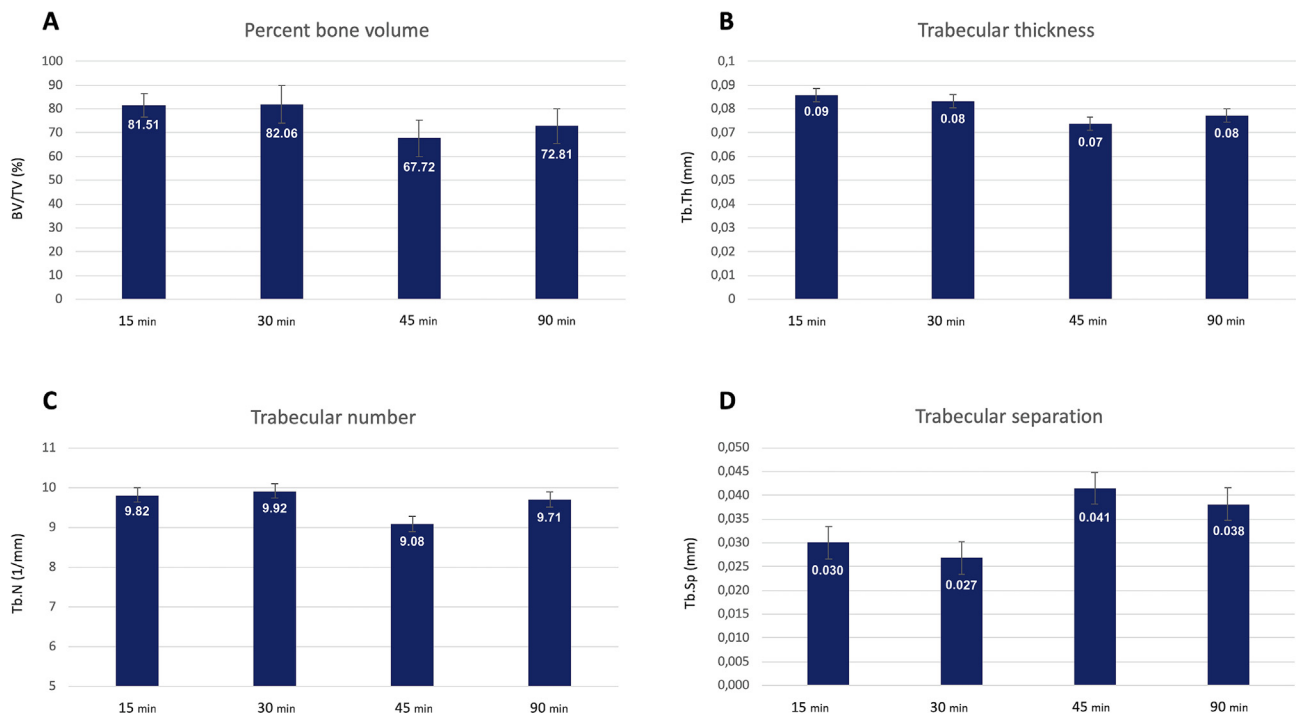 A
Percent bone volume
BV/TV (%)
100
90
80
70
60
50
40
30
20
10
0
81.51
82.06
67.72
72.81
15 min
30 min
45 min
90 min
B
Trabecular thickness
Tb.Th (mm)
0,1
0,09
0,08
0,07
0,06
0,05
0,04
0,03
0,02
0,01
0
0.09
0.08
0.07
0.08
15 min
30 min
45 min
90 min
C
Trabecular number
Tb.N (1/mm)
11
10
9
8
7
6
5
9.82
9.92
9.08
9.71
15 min
30 min
45 min
90 min
D
Trabecular separation
Tb.Sp (mm)
0,050
0,045
0,040
0,035
0,030
0,025
0,020
0,015
0,010
0,005
0,000
0.030
0.027
0.041
0.038
15 min
30 min
45 min
90 min